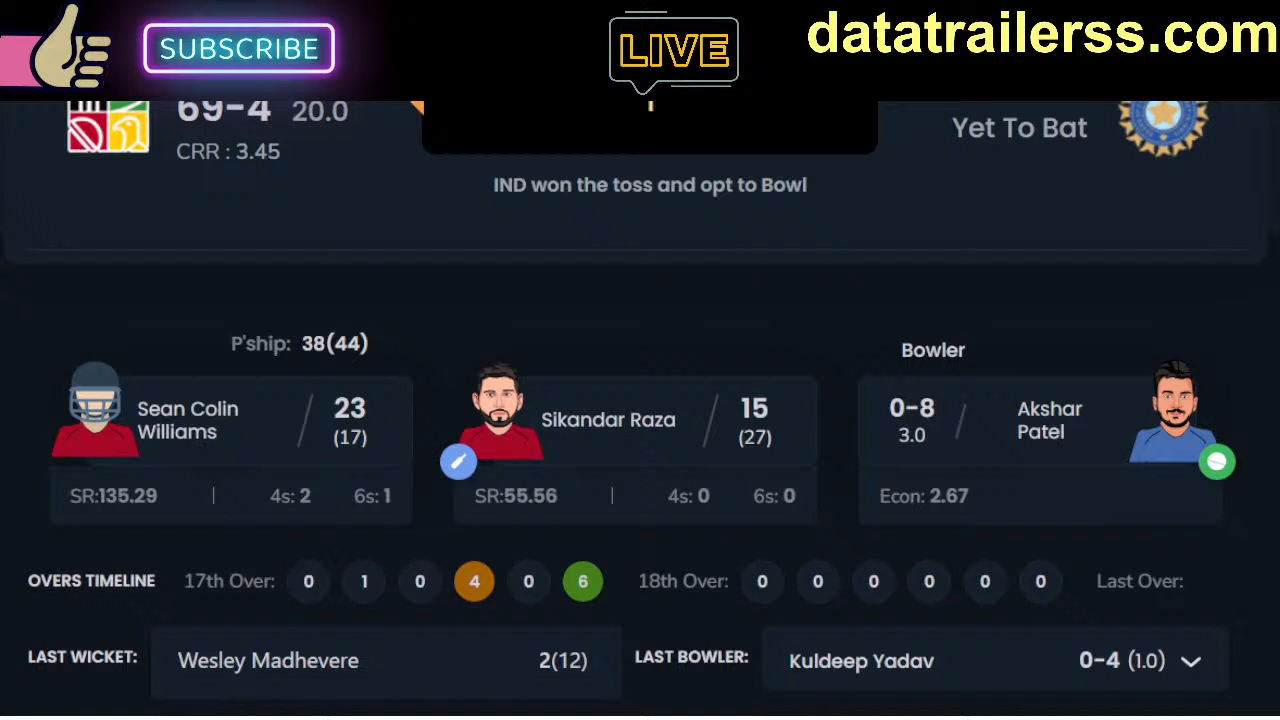 SUBSCRIBE
LIVE
datatrailerss.com
69-4 20.0
CRR : 3.45
Yet To Bat
IND won the toss and opt to Bowl
P'ship: 38(44)
Bowler
Sean Colin Williams / 23 (17)
Sikandar Raza / 15 (27)
0-8 3.0 / Akshar Patel
SR:135.29 | 4s: 2 6s: 1
SR:55.56 | 4s: 0 6s: 0
Econ: 2.67
OVERS TIMELINE 17th Over: 0 1 0 4 0 6 18th Over: 0 0 0 0 0 0 Last Over:
LAST WICKET: Wesley Madhevere 2(12) LAST BOWLER: Kuldeep Yadav 0-4 (1.0)